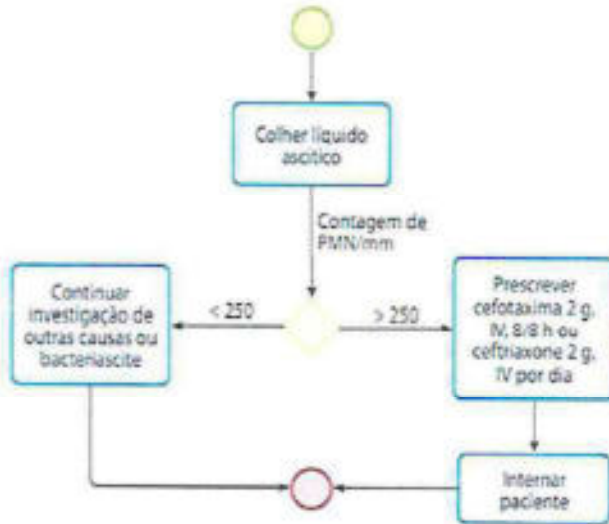 Colher líquido
ascítico
Contagem de
PMN/mm
Continuar
investigação de
outras causas ou
bacteriascite
< 250
> 250
Prescrever
cefotaxima 2 g,
IV, 8/8 h ou
ceftriaxone 2 g,
IV por dia
Internar
paciente